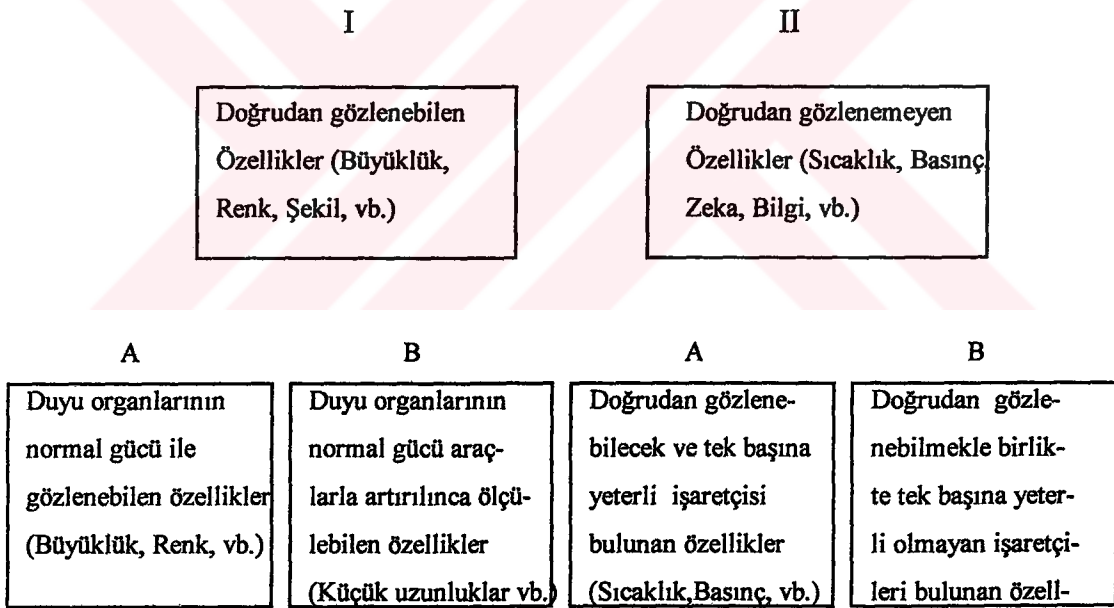 I
II
Doğrudan gözlenebilen
Özellikler (Büyüklük,
Renk, Şekil, vb.)
Doğrudan gözlenemeyen
Özellikler (Sıcaklık, Basınç
Zeka, Bilgi, vb.)
A
B
A
B
Duyu organlarının
normal gücü ile
gözlenebilen özellikler
(Büyüklük, Renk, vb.)
Duyu organlarının
normal gücü araç-
larla artırılınca ölçü-
lebilen özellikler
(Küçük uzunluklar vb.)
Doğrudan gözlene-
bilecek ve tek başına
yeterli işaretçisi
bulunan özellikler
(Sıcaklık,Basınç, vb.)
Doğrudan gözle-
nebilmekle birlik-
te tek başına yeter-
li olmayan işaretçi-
leri bulunan özell-